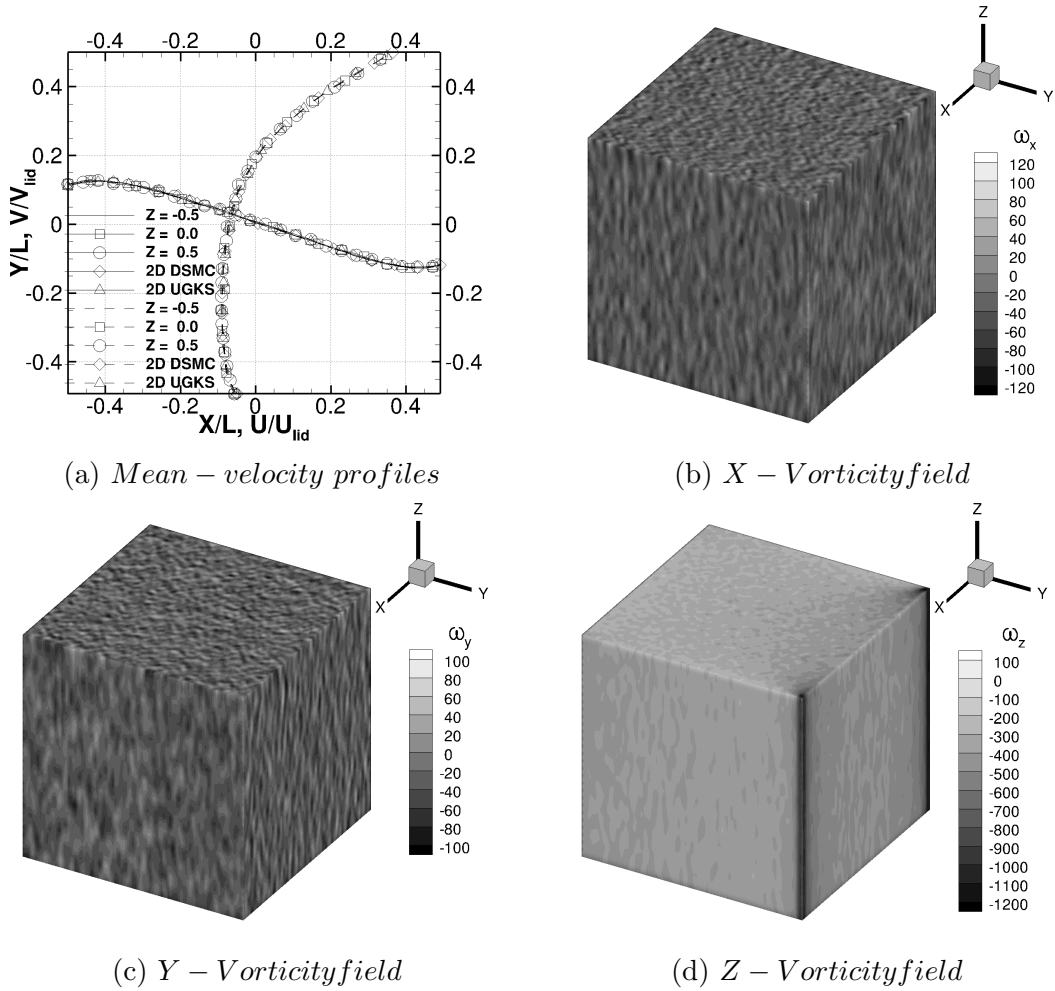 -0.4 -0.2 0 0.2 0.4
0.4 0.4
0.2 0.2
0 0
-0.2 -0.2
-0.4 -0.4
Y/L, V/V_lid
Z = -0.5
Z = 0.0
Z = 0.5
2D DSMC
2D UGKS
Z = -0.5
Z = 0.0
Z = 0.5
2D DSMC
2D UGKS
-0.4 -0.2 0 0.2 0.4
X/L, U/U_lid
(a) Mean − velocity profiles
Z
X
Y
ω_x
120
100
80
60
40
20
0
-20
-40
-60
-80
-100
-120
(b) X − Vorticityfield
Z
X
Y
ω_y
100
80
60
40
20
0
-20
-40
-60
-80
-100
(c) Y − Vorticityfield
Z
X
Y
ω_z
100
0
-100
-200
-300
-400
-500
-600
-700
-800
-900
-1000
-1100
-1200
(d) Z − Vorticityfield